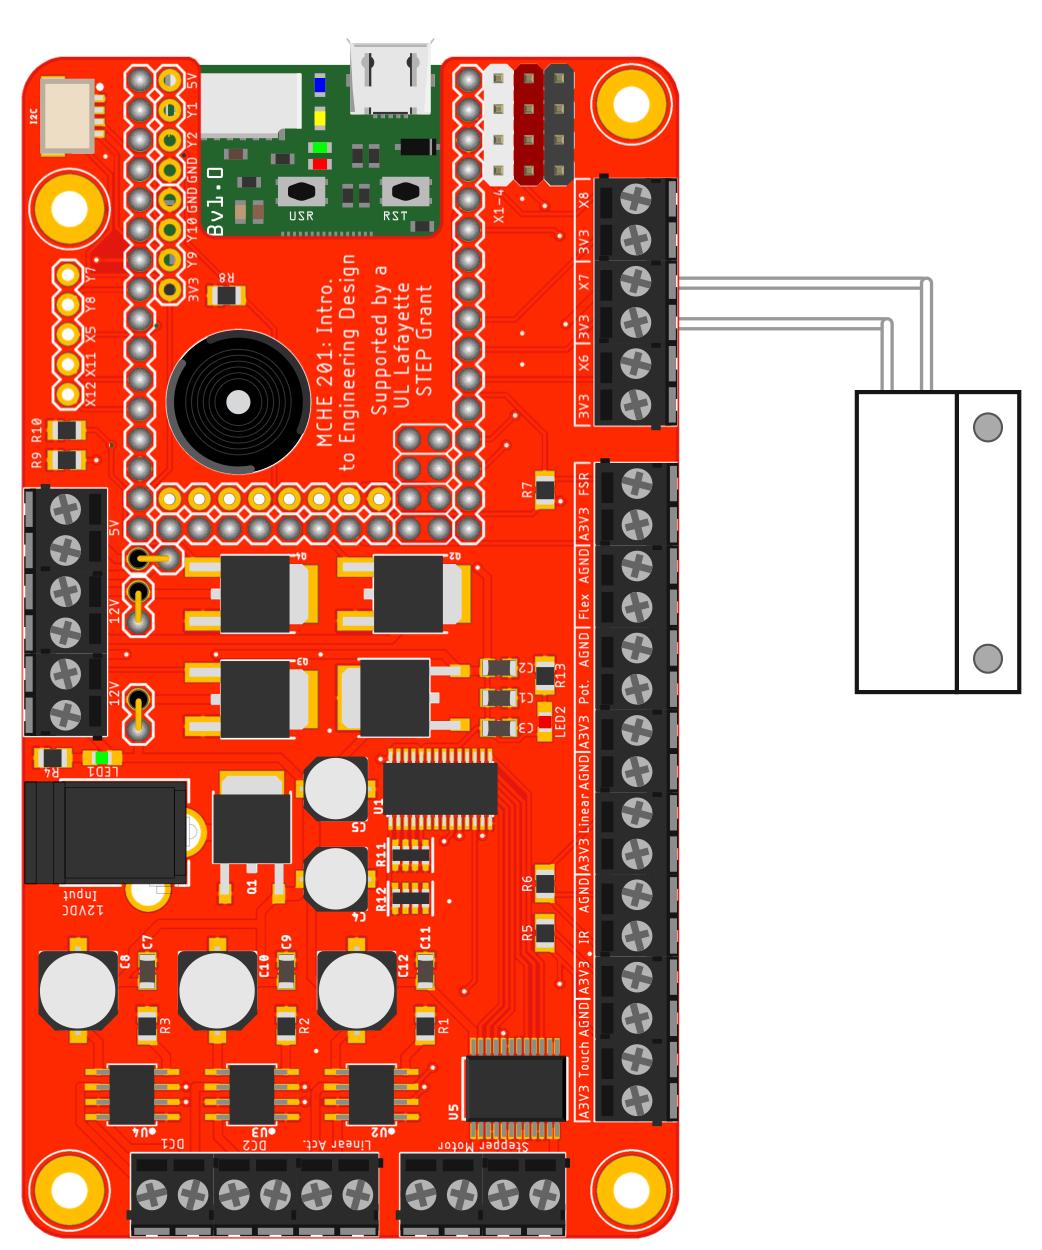 I2C
5V
Y1
Y2
GND
GND
Y10
Y9
3V3
Bv1.0
USR
RST
X1-4
X8
3V3
X7
3V3
X6
3V3
Y7
Y8
X5
X11
X12
R8
MCHE 201: Intro.
to Engineering Design
Supported by a
UL Lafayette
STEP Grant
R10
R9
R7
5V
12V
12V
Q4
Q2
Q3
C2
C1
C3
R13
LED2
R4
LED1
FSR
A3V3
AGND
Flex
AGND
Pot.
A3V3
AGND
Linear
A3V3
AGND
IR
A3V3
AGND
Touch
A3V3
12VDC
Input
Q1
C5
U1
C4
R11
R12
R6
R5
C8
C7
C10
C9
C12
C11
R3
R2
R1
U4
U3
U2
U5
DC1
DC2
Linear Act.
Stepper Motor